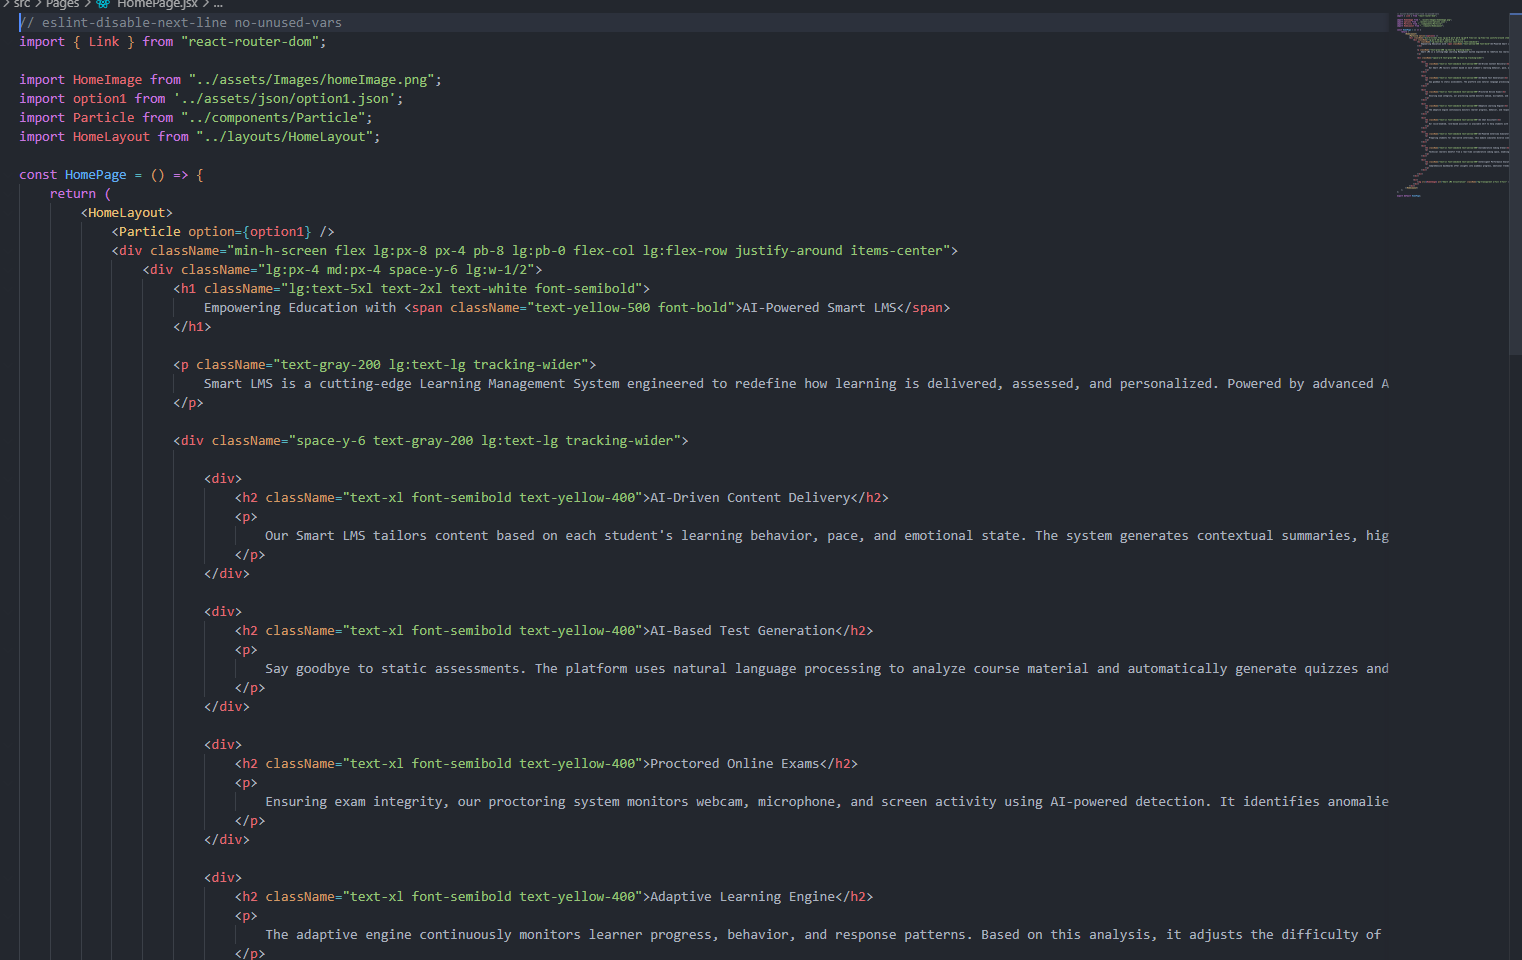 > src > Pages > HomePage.jsx > ...
// eslint-disable-next-line no-unused-vars
import { Link } from "react-router-dom";
import HomeImage from "../assets/Images/homeImage.png";
import option1 from '../assets/json/option1.json';
import Particle from "../components/Particle";
import HomeLayout from "../layouts/HomeLayout";
const HomePage = () => {
return (
<HomeLayout>
<Particle option={option1} />
<div className="min-h-screen flex lg:px-8 px-4 pb-8 lg:pb-0 flex-col lg:flex-row justify-around items-center">
<div className="lg:px-4 md:px-4 space-y-6 lg:w-1/2">
<h1 className="lg:text-5xl text-2xl text-white font-semibold">
Empowering Education with <span className="text-yellow-500 font-bold">AI-Powered Smart LMS</span>
</h1>
<p className="text-gray-200 lg:text-lg tracking-wider">
Smart LMS is a cutting-edge Learning Management System engineered to redefine how learning is delivered, assessed, and personalized. Powered by advanced A
</p>
<div className="space-y-6 text-gray-200 lg:text-lg tracking-wider">
<div>
<h2 className="text-xl font-semibold text-yellow-400">AI-Driven Content Delivery</h2>
<p>
Our Smart LMS tailors content based on each student's learning behavior, pace, and emotional state. The system generates contextual summaries, hig
</p>
</div>
<div>
<h2 className="text-xl font-semibold text-yellow-400">AI-Based Test Generation</h2>
<p>
Say goodbye to static assessments. The platform uses natural language processing to analyze course material and automatically generate quizzes and
</p>
</div>
<div>
<h2 className="text-xl font-semibold text-yellow-400">Proctored Online Exams</h2>
<p>
Ensuring exam integrity, our proctoring system monitors webcam, microphone, and screen activity using AI-powered detection. It identifies anomalie
</p>
</div>
<div>
<h2 className="text-xl font-semibold text-yellow-400">Adaptive Learning Engine</h2>
<p>
The adaptive engine continuously monitors learner progress, behavior, and response patterns. Based on this analysis, it adjusts the difficulty of
</p>